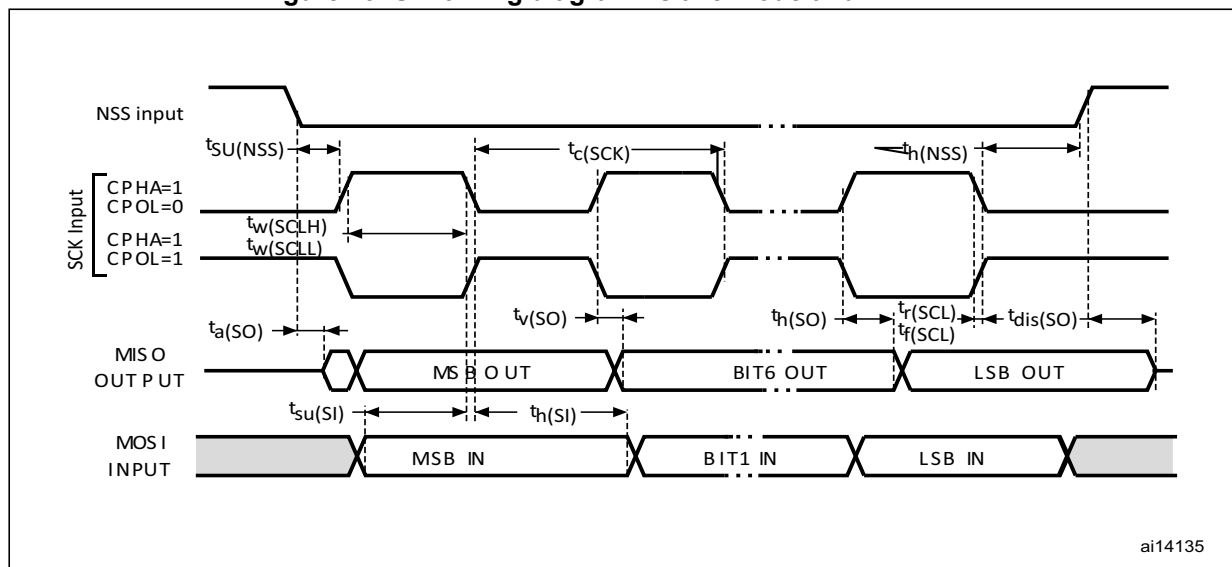 NSS input
tSU(NSS)
tc(SCK)
th(NSS)
SCK Input
CPHA=1
CPOL=0
tw(SCLH)
CPHA=1
tw(SCLL)
CPOL=1
ta(SO)
tv(SO)
th(SO)
tr(SCL)
tf(SCL)
tdis(SO)
MISO
OUTPUT
MSB OUT
BIT6 OUT
LSB OUT
tsu(SI)
th(SI)
MOSI
INPUT
MSB IN
BIT1 IN
LSB IN
ai14135